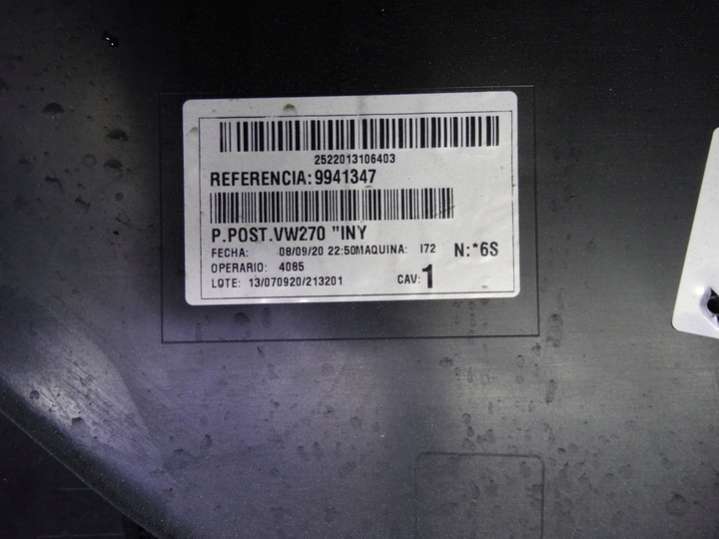 2522013106403
REFERENCIA:9941347
P.POST.VW270 "INY
FECHA: 08/09/20 22:50MAQUINA: I72 N:*6S
OPERARIO: 4085
LOTE: 13/070920/213201 CAV:1